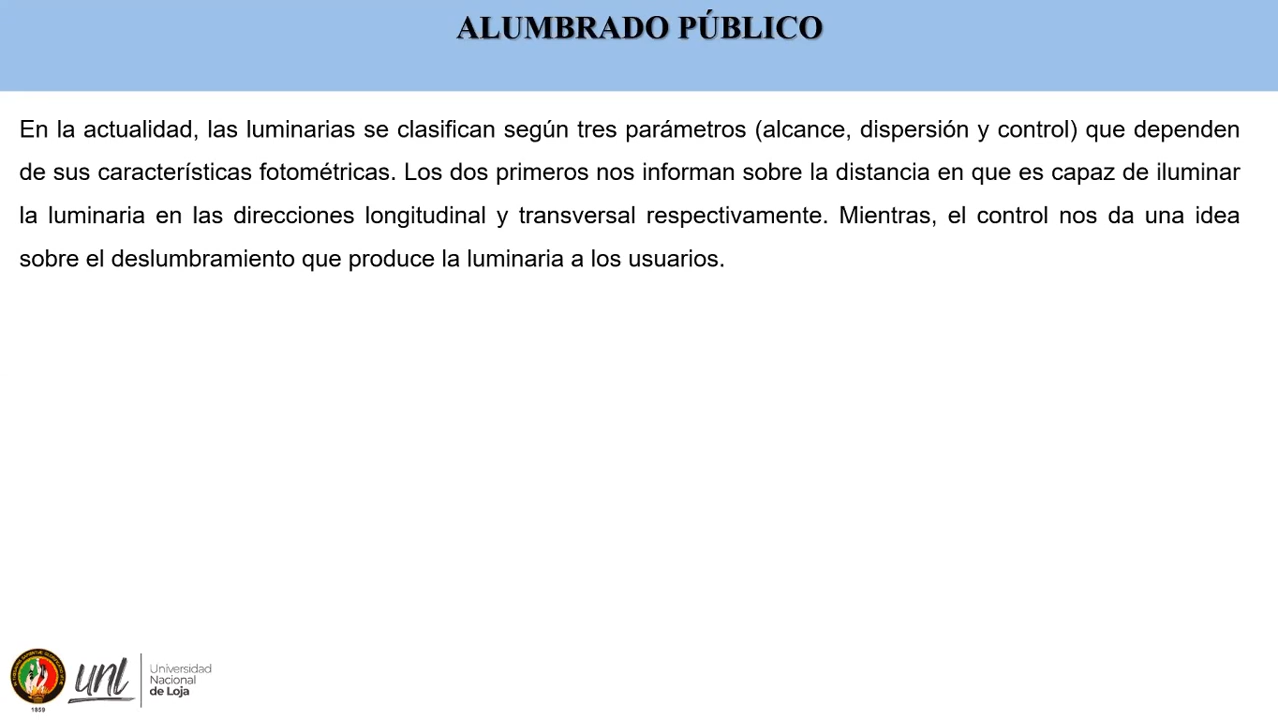 ALUMBRADO PÚBLICO
En la actualidad, las luminarias se clasifican según tres parámetros (alcance, dispersión y control) que dependen
de sus características fotométricas. Los dos primeros nos informan sobre la distancia en que es capaz de iluminar
la luminaria en las direcciones longitudinal y transversal respectivamente. Mientras, el control nos da una idea
sobre el deslumbramiento que produce la luminaria a los usuarios.
unl
Universidad
Nacional
de Loja
1859